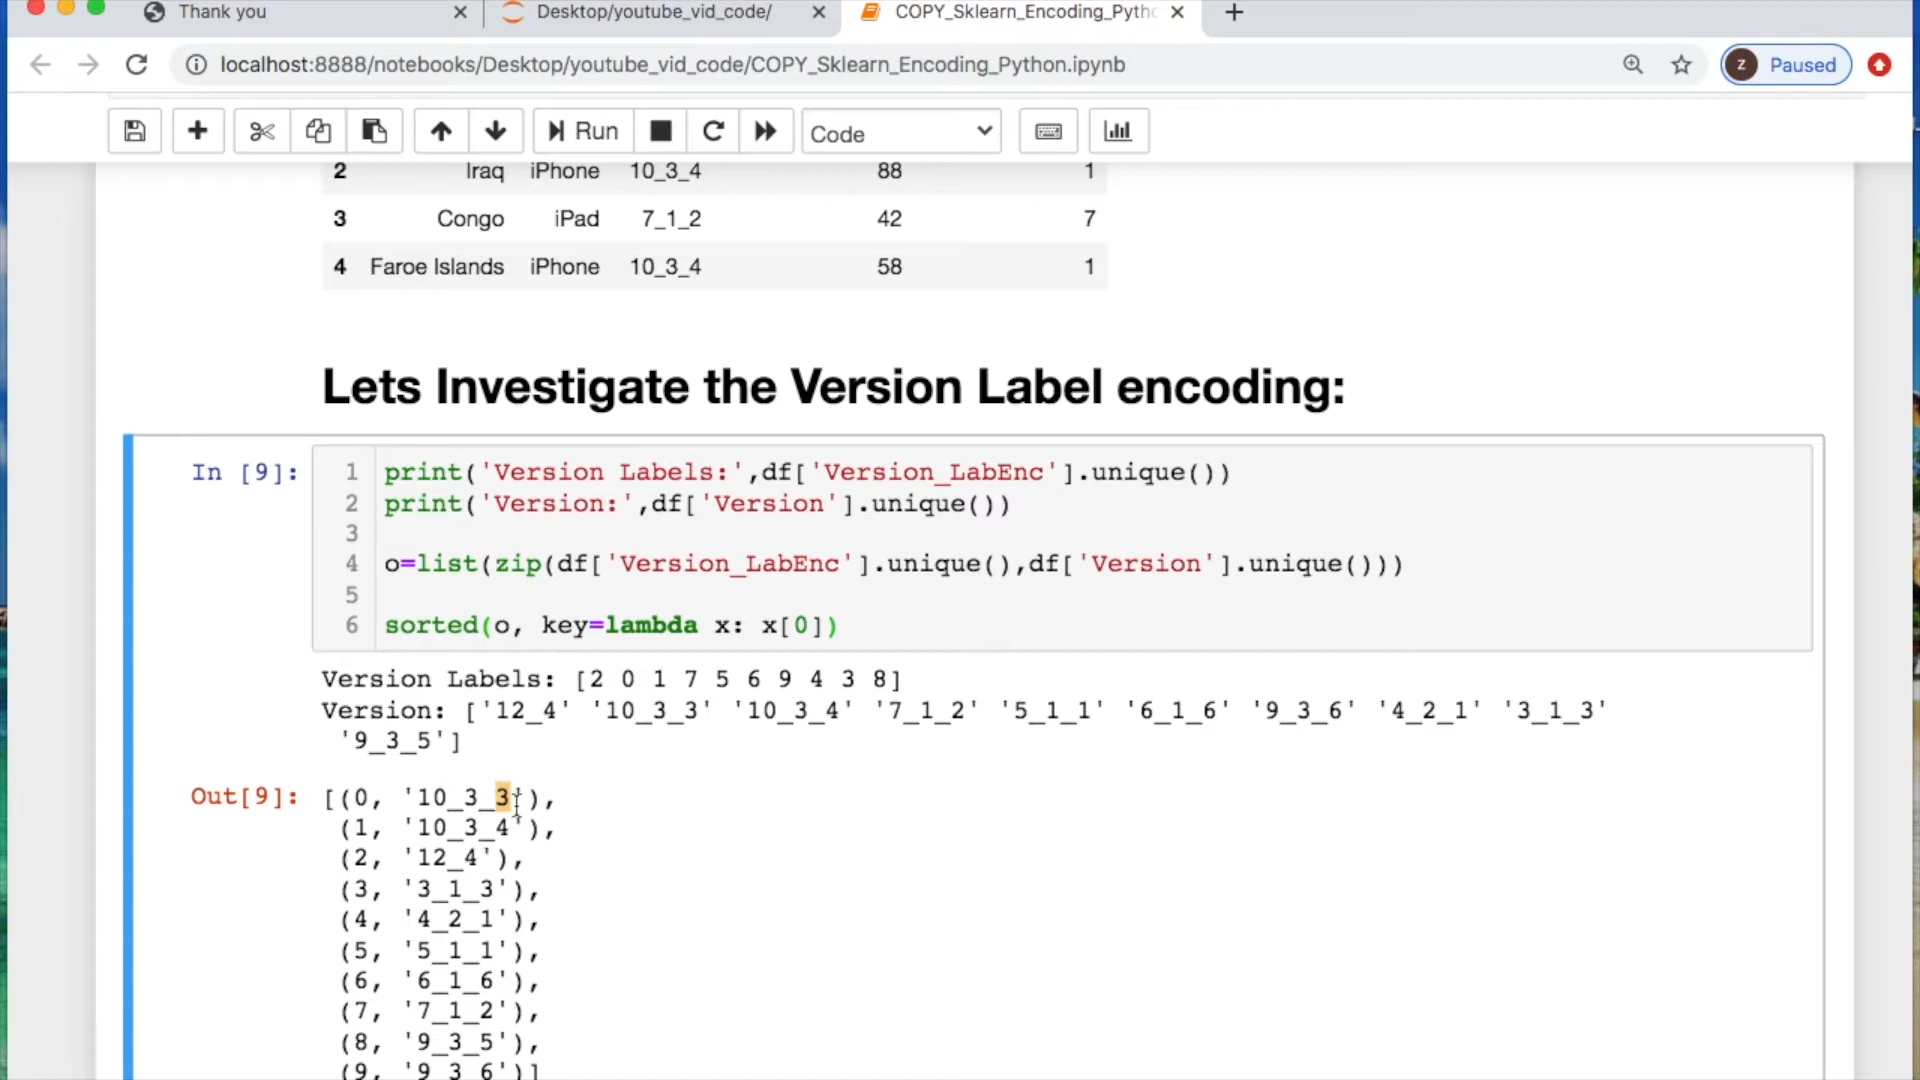 Thank you
Desktop/youtube_vid_code/
COPY_Sklearn_Encoding_Pytho
localhost:8888/notebooks/Desktop/youtube_vid_code/COPY_Sklearn_Encoding_Python.ipynb
z Paused
Run
Code
2 Iraq iPhone 10_3_4 88 1
3 Congo iPad 7_1_2 42 7
4 Faroe Islands iPhone 10_3_4 58 1
Lets Investigate the Version Label encoding:
In [9]:
1 print('Version Labels:',df['Version_LabEnc'].unique())
2 print('Version:',df['Version'].unique())
3
4 o=list(zip(df['Version_LabEnc'].unique(),df['Version'].unique()))
5
6 sorted(o, key=lambda x: x[0])
Version Labels: [2 0 1 7 5 6 9 4 3 8]
Version: ['12_4' '10_3_3' '10_3_4' '7_1_2' '5_1_1' '6_1_6' '9_3_6' '4_2_1' '3_1_3'
'9_3_5']
Out[9]: [(0, '10_3_3'),
(1, '10_3_4'),
(2, '12_4'),
(3, '3_1_3'),
(4, '4_2_1'),
(5, '5_1_1'),
(6, '6_1_6'),
(7, '7_1_2'),
(8, '9_3_5'),
(9, '9_3_6')]